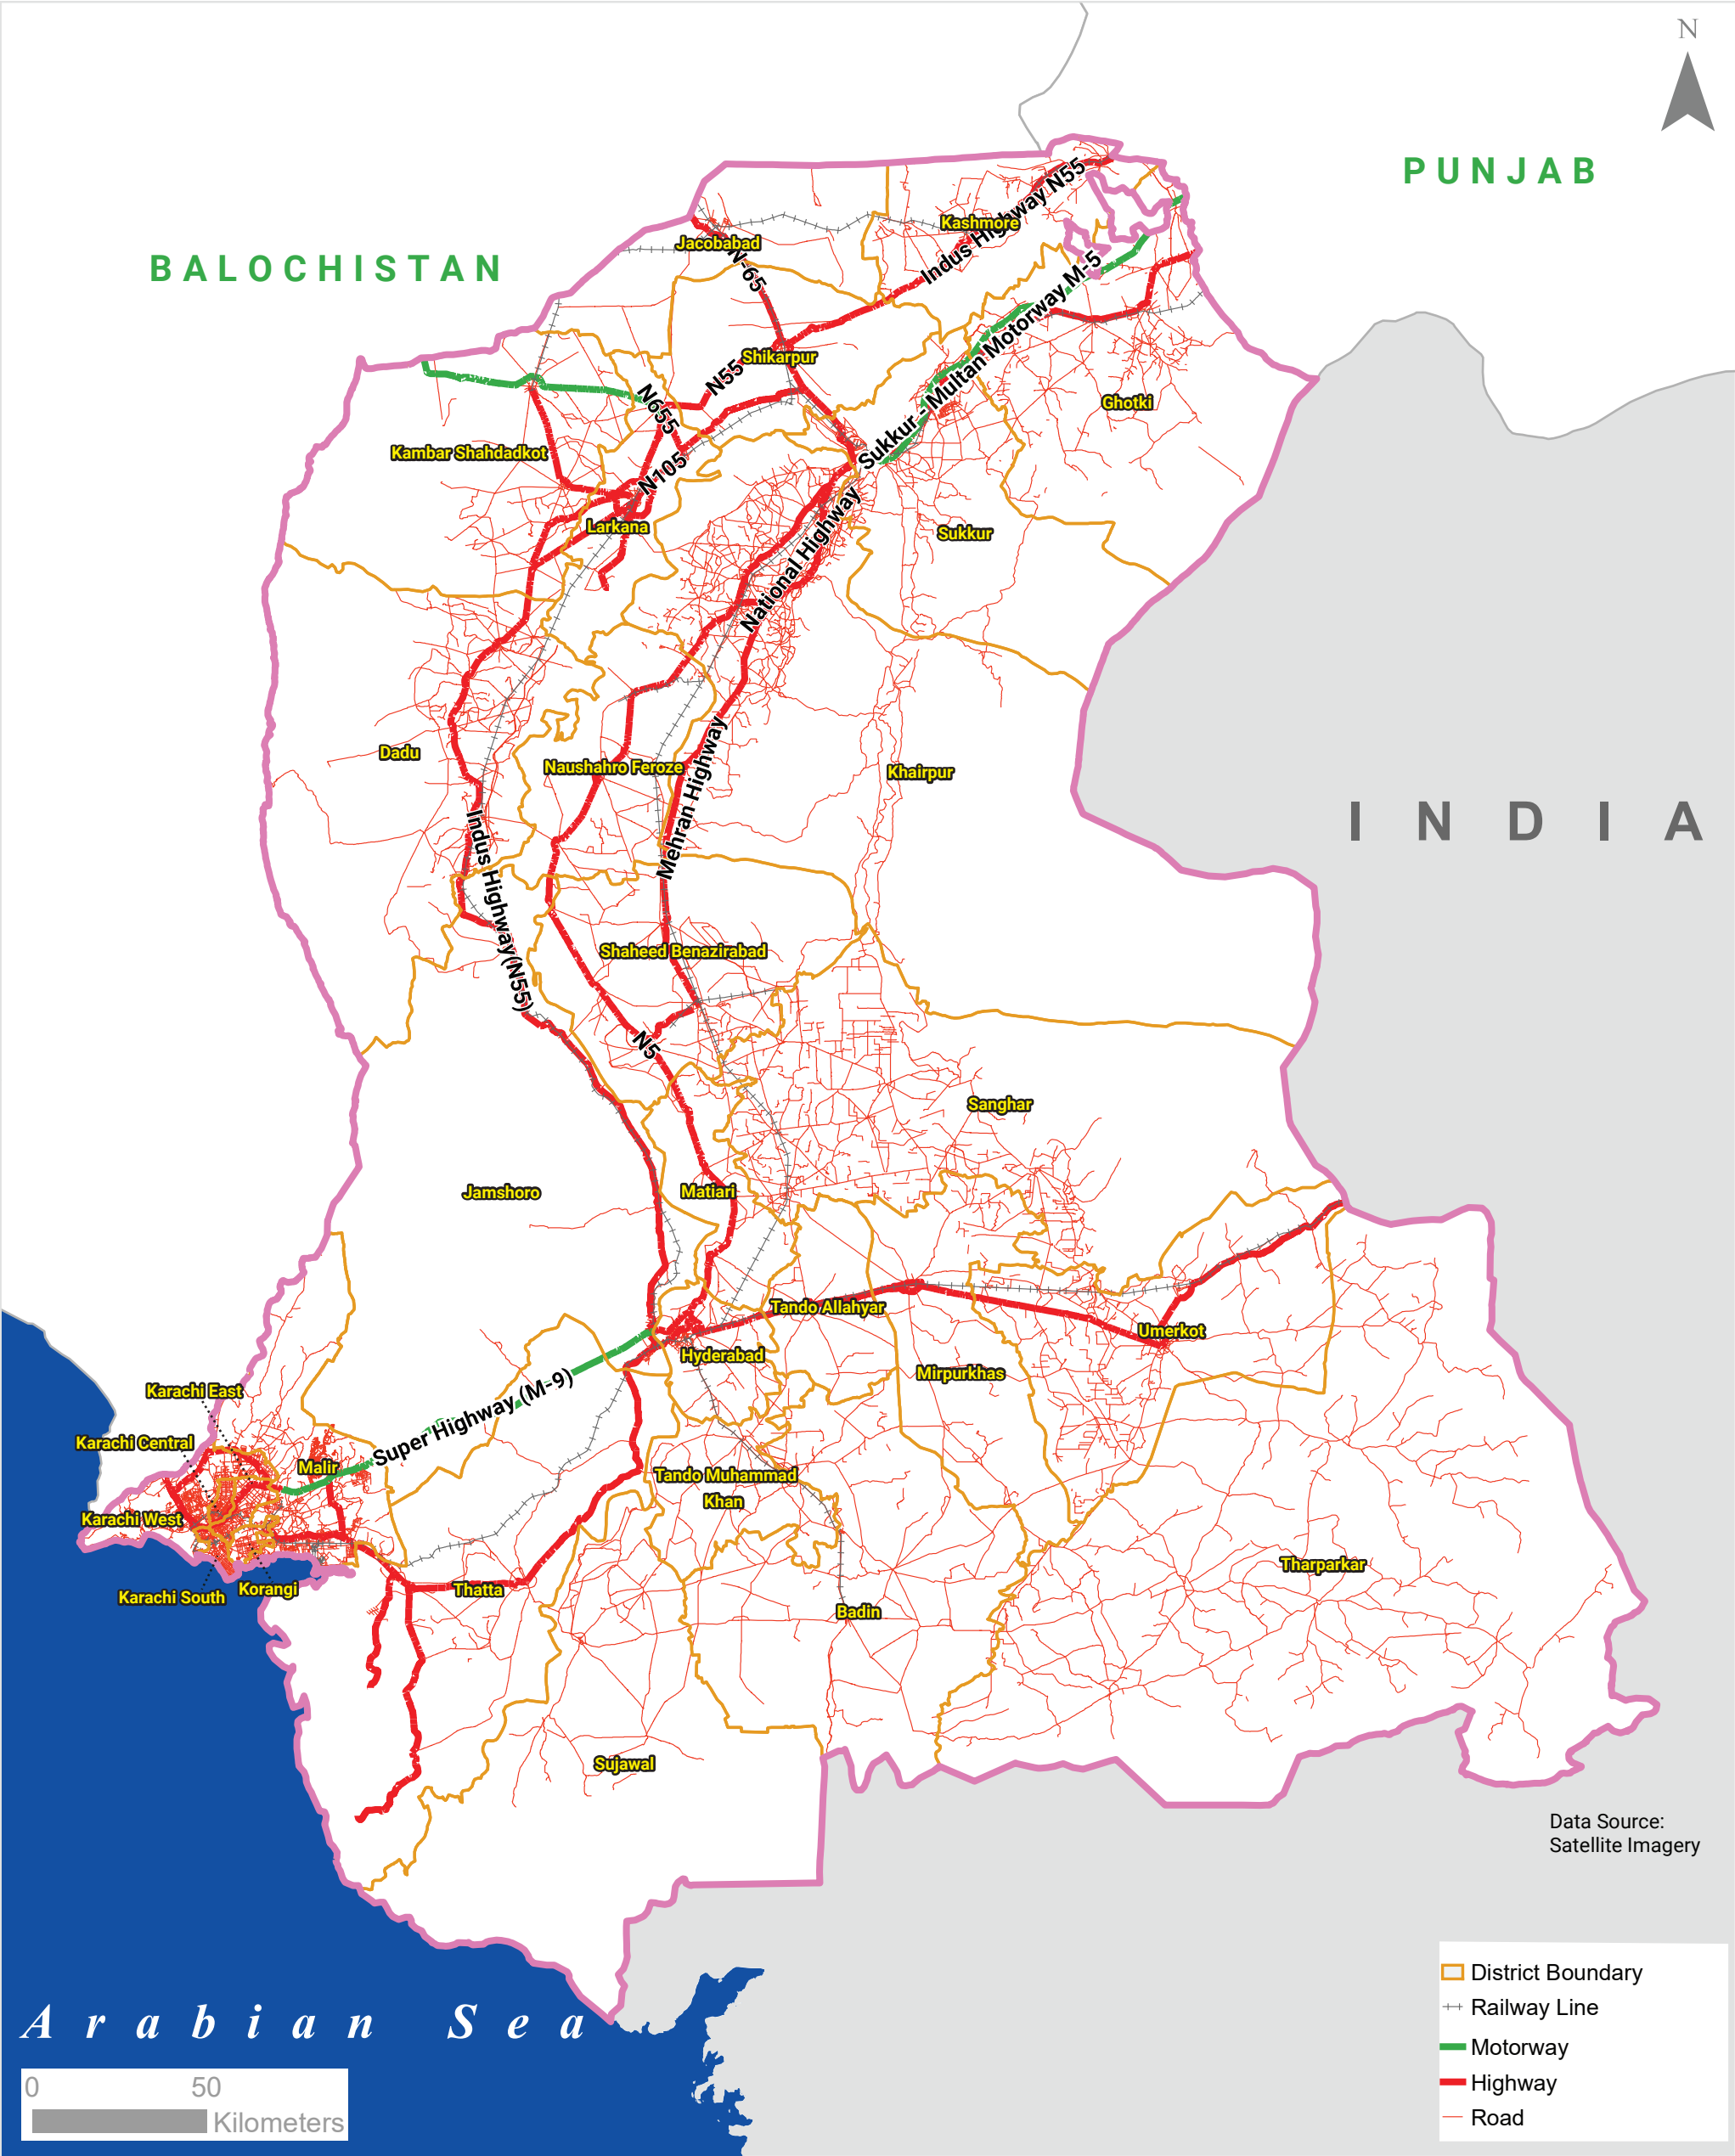 N
PUNJAB
BALOCHISTAN
Indus Highway N55
Kashmore
Jacobabad
N-65
Sukkur - Multan Motorway M-5
Shikarpur
N55
N655
Ghotki
Kambar Shahdadkot
N105
Larkana
National Highway
Sukkur
Dadu
Naushahro Feroze
Mehran Highway
Khairpur
INDIA
Indus Highway(N55)
Shaheed Benazirabad
N5
Sanghar
Jamshoro
Matiari
Tando Allahyar
Umerkot
Hyderabad
Mirpurkhas
Karachi East
Super Highway (M-9)
Karachi Central
Malir
Tando Muhammad
Khan
Karachi West
Tharparkar
Korangi
Karachi South
Thatta
Badin
Sujawal
Data Source:
Satellite Imagery
District Boundary
Railway Line
Motorway
Highway
Road
Arabian Sea
0 50
Kilometers